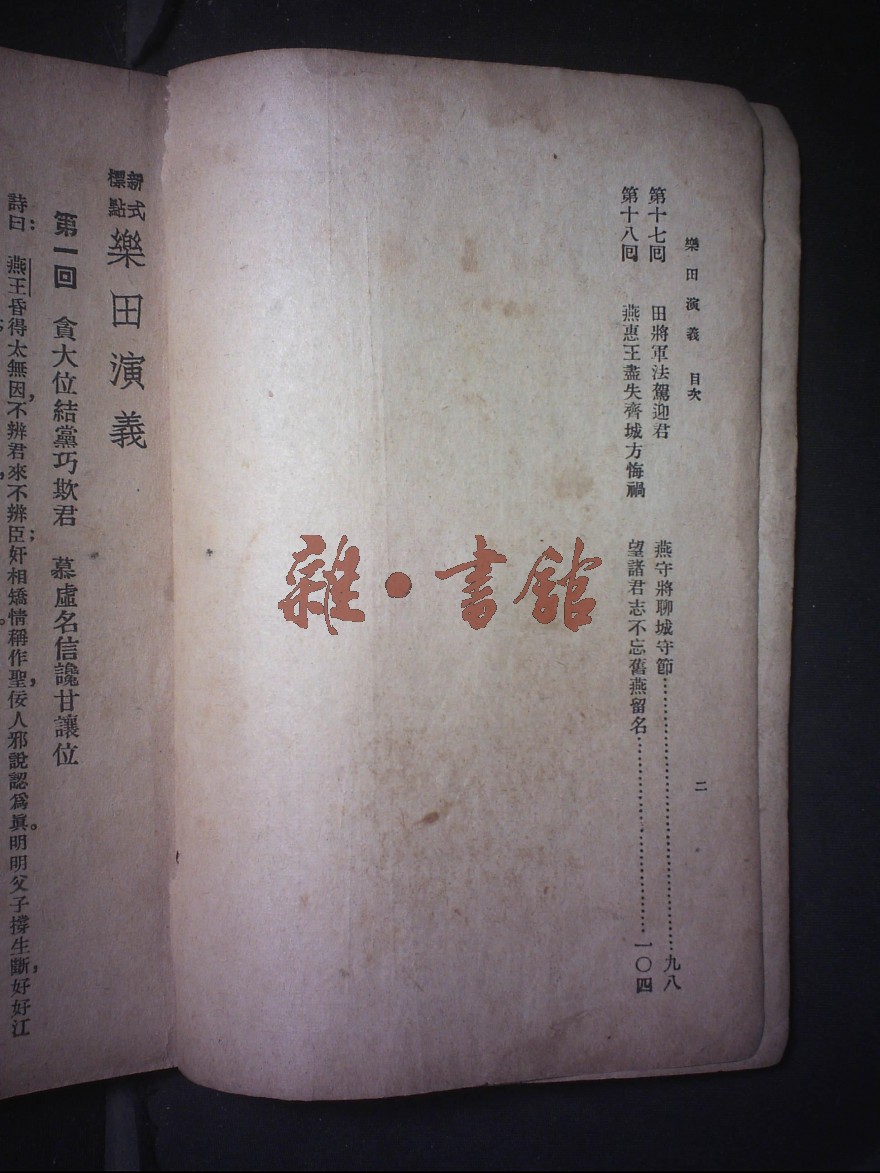 樂田演義 目次 二
第十七囘 田將軍法駕迎君 燕守將聊城守節……九八
第十八囘 燕惠王盡失齊城方悔禍 望諸君志不忘舊燕留名……一〇四
雜·書館
新式標點 樂田演義
第一回 貪大位結黨巧欺君 慕虛名信讒甘讓位
詩曰： 燕王昏得太無因，不辨君來不辨臣；奸相矯情稱作聖，佞人邪說認爲眞。明明父子撐生斷，好好江